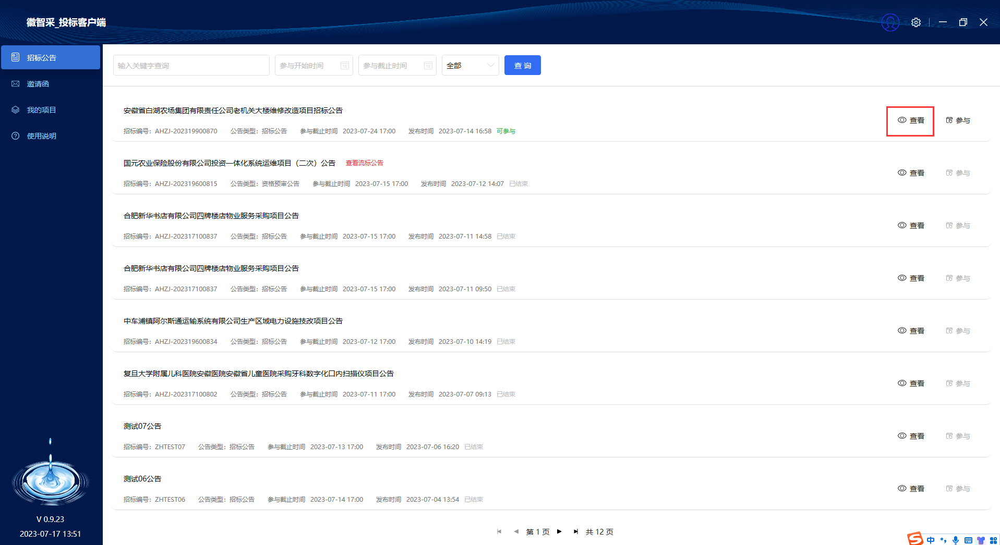 徽智采_投标客户端
招标公告
邀请函
我的项目
使用说明
输入关键字查询 参与开始时间 参与截止时间 全部 查 询
安徽省白湖农场集团有限责任公司老机关大楼维修改造项目招标公告
招标编号：AHZJ-202319900870 公告类型：招标公告 参与截止时间 2023-07-24 17:00 发布时间 2023-07-14 16:58 可参与
查看 参与
国元农业保险股份有限公司投资一体化系统运维项目（二次）公告 查看流标公告
招标编号：AHZJ-202319600815 公告类型：资格预审公告 参与截止时间 2023-07-15 17:00 发布时间 2023-07-12 14:07 已结束
查看 参与
合肥新华书店有限公司四牌楼店物业服务采购项目公告
招标编号：AHZJ-202317100837 公告类型：招标公告 参与截止时间 2023-07-15 17:00 发布时间 2023-07-11 14:58 已结束
查看 参与
合肥新华书店有限公司四牌楼店物业服务采购项目公告
招标编号：AHZJ-202317100837 公告类型：招标公告 参与截止时间 2023-07-15 17:00 发布时间 2023-07-11 09:50 已结束
查看 参与
中车浦镇阿尔斯通运输系统有限公司生产区域电力设施技改项目公告
招标编号：AHZJ-202319600834 公告类型：招标公告 参与截止时间 2023-07-12 17:00 发布时间 2023-07-10 14:19 已结束
查看 参与
复旦大学附属儿科医院安徽医院安徽省儿童医院采购牙科数字化口内扫描仪项目公告
招标编号：AHZJ-202317100802 公告类型：招标公告 参与截止时间 2023-07-11 17:00 发布时间 2023-07-07 09:13 已结束
查看 参与
测试07公告
招标编号：ZHTEST07 公告类型：招标公告 参与截止时间 2023-07-13 17:00 发布时间 2023-07-06 16:20 已结束
查看 参与
测试06公告
招标编号：ZHTEST06 公告类型：招标公告 参与截止时间 2023-07-14 17:00 发布时间 2023-07-04 13:54 已结束
查看 参与
第 1 页 共 12 页
V 0.9.23
2023-07-17 13:51
中